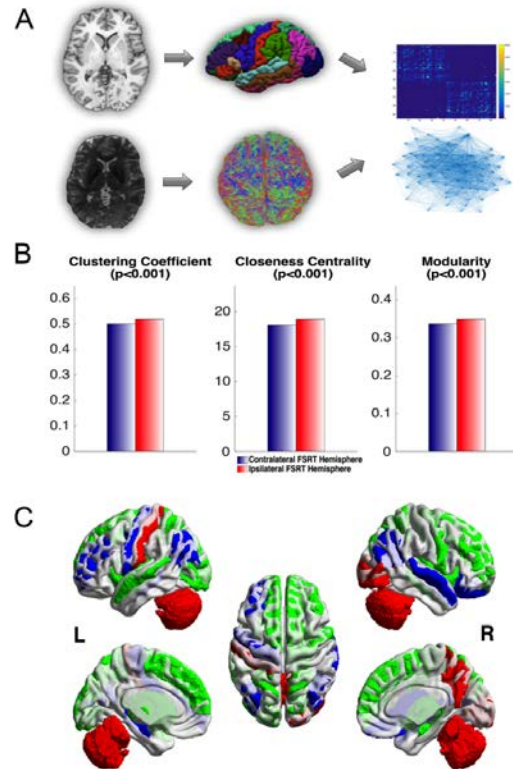 A
B
Clustering Coefficient
(p<0.001)
0.6
0.5
0.4
0.3
0.2
0.1
0
Closeness Centrality
(p<0.001)
20
15
10
5
0
Modularity
(p<0.001)
0.4
0.3
0.2
0.1
0
Contralateral FSRT Hemisphere
Ipsilateral FSRT Hemisphere
C
L
R